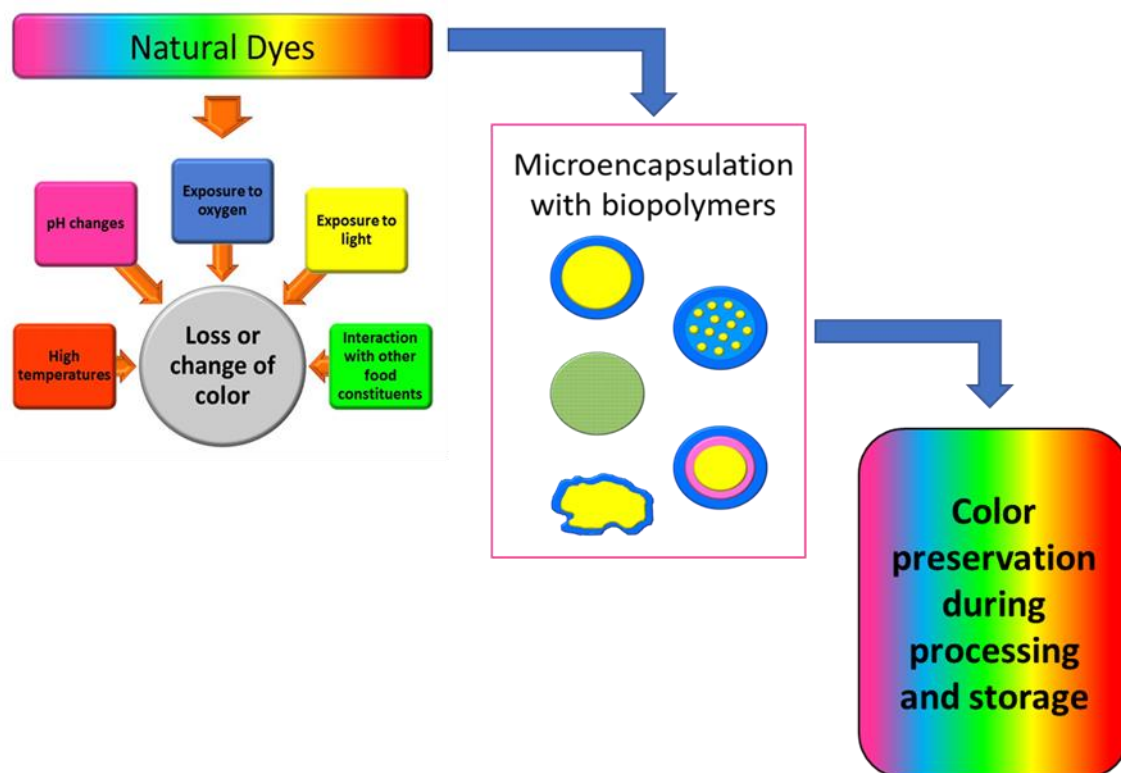 Natural Dyes
pH changes
Exposure to
oxygen
Exposure to
light
High
temperatures
Loss or
change of
color
Interaction
with other
food
constituents
Microencapsulation
with biopolymers
Color
preservation
during
processing
and storage